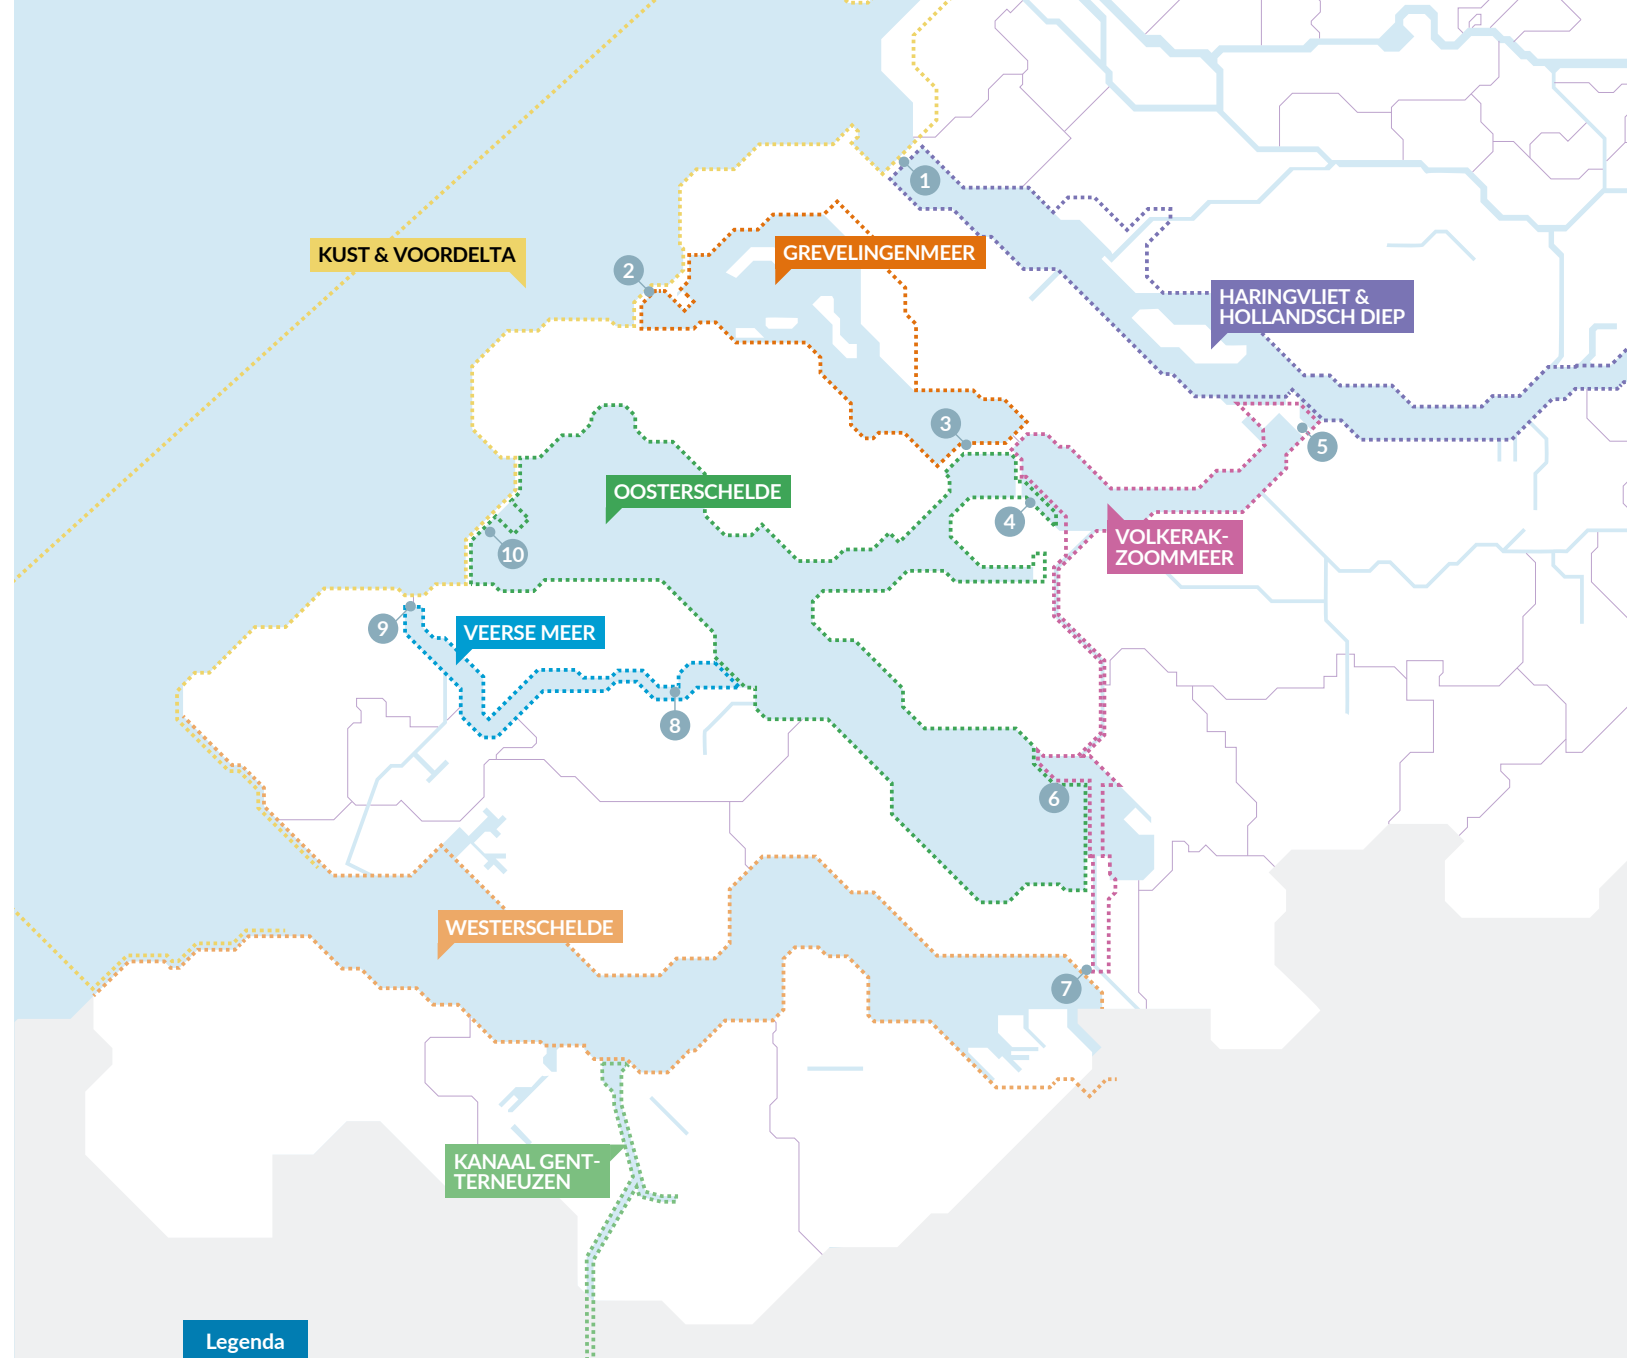 1
KUST & VOORDELTA
GREVELINGENMEER
2
HARINGVLIET &
HOLLANDSCH DIEP
3
5
OOSTERSCHELDE
4
VOLKERAK-
ZOOMMEER
10
9
VEERSE MEER
8
6
WESTERSCHELDE
7
KANAAL GENT-
TERNEUZEN
Legenda